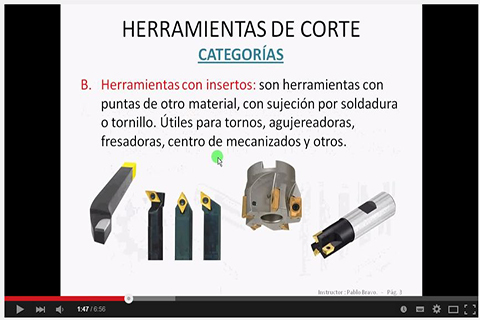 HERRAMIENTAS DE CORTE
CATEGORÍAS
B. Herramientas con insertos: son herramientas con
puntas de otro material, con sujeción por soldadura
o tornillo. Útiles para tornos, agujereadoras,
fresadoras, centro de mecanizados y otros.
Instructor: Pablo Bravo. - Pág. 3
1:47 / 6:56